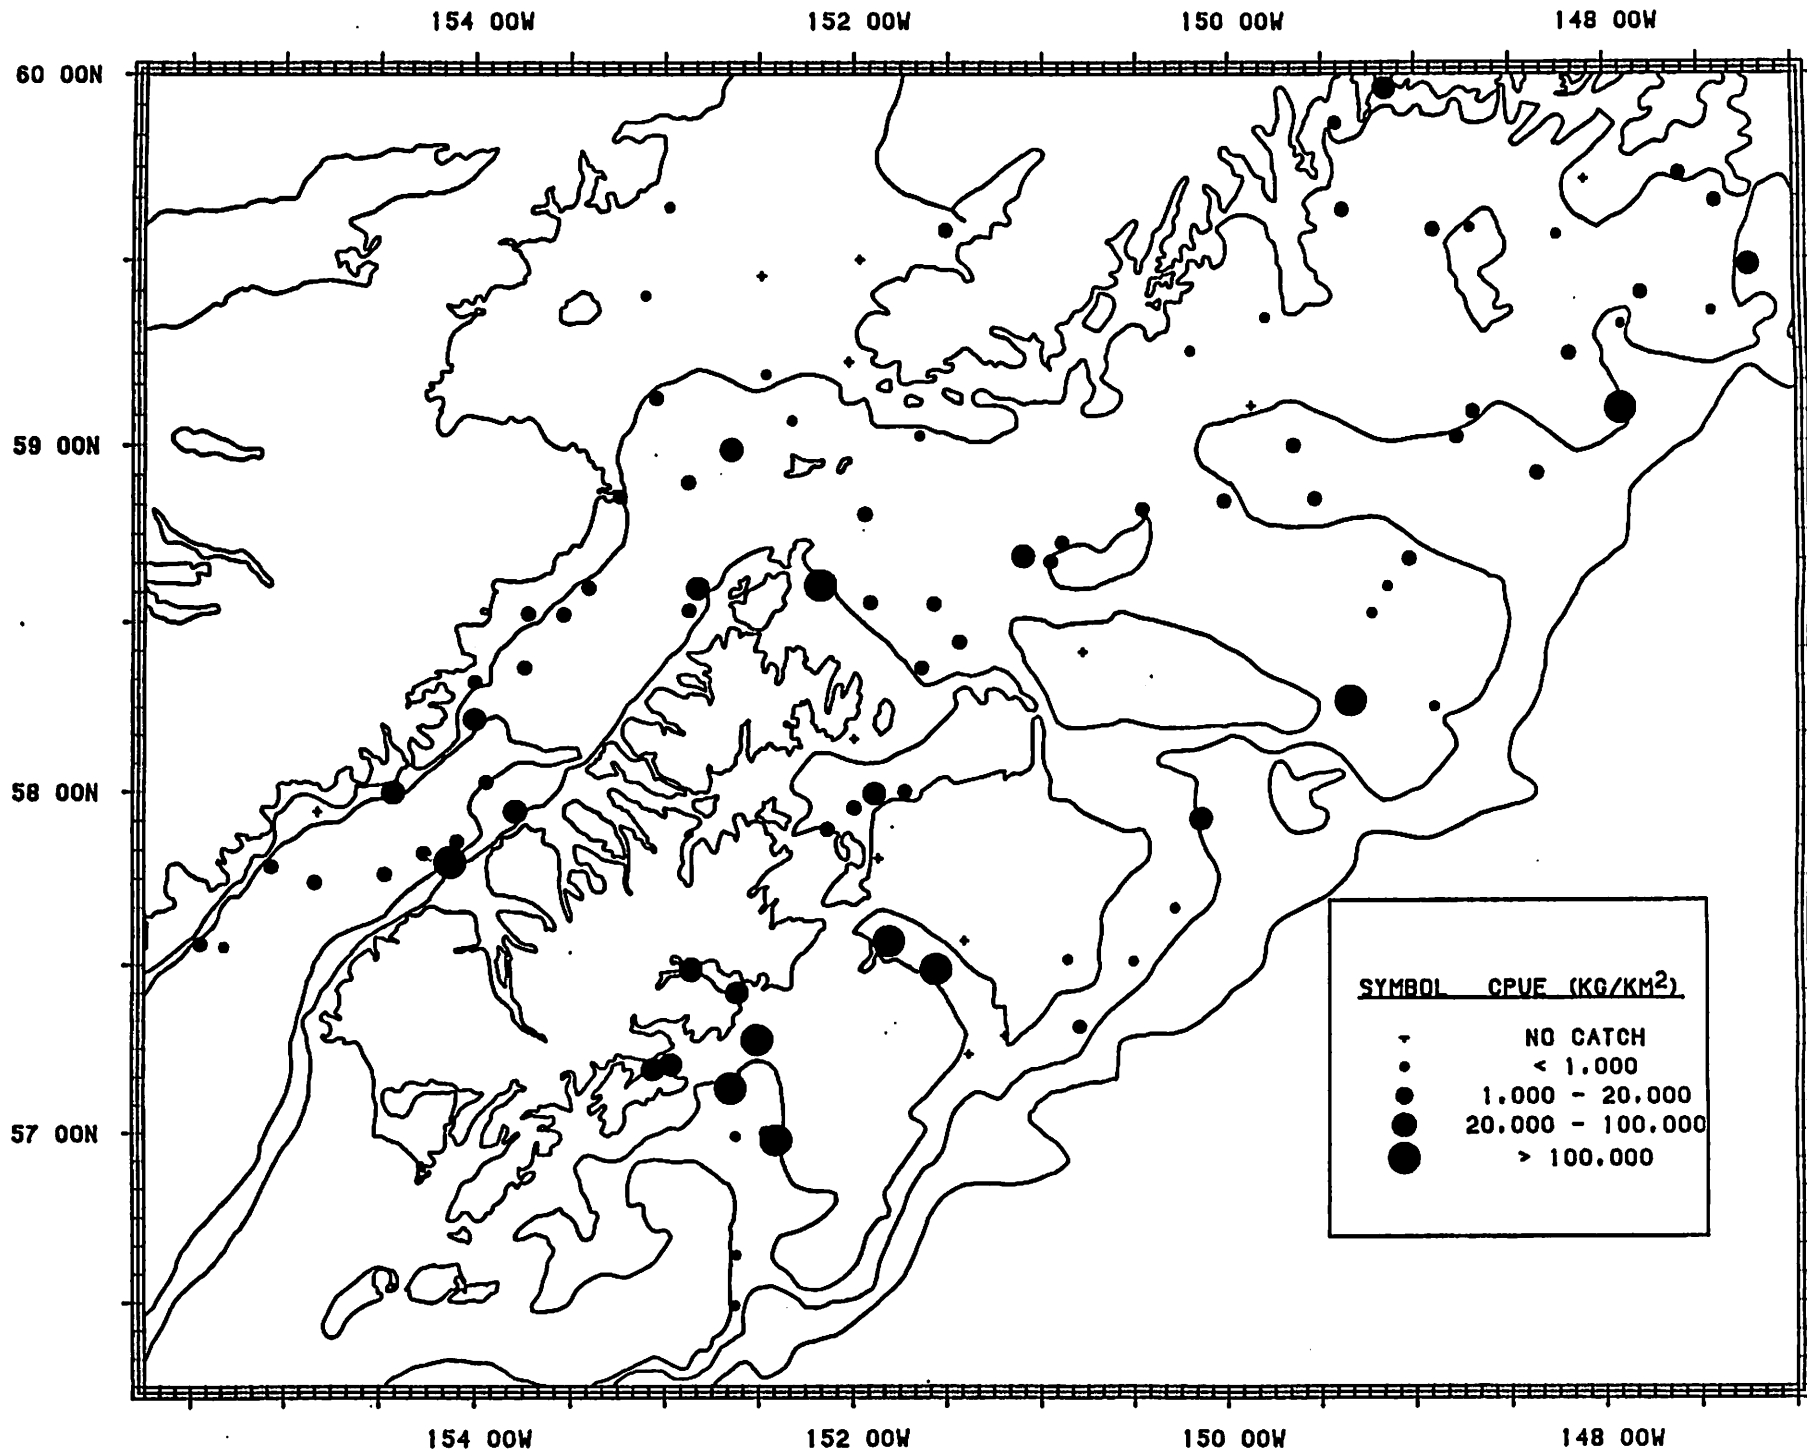 154 00W 152 00W 150 00W 148 00W
60 00N
59 00N
58 00N
57 00N
SYMBOL CPUE (KG/KM2)
NO CATCH
< 1.000
1.000 - 20.000
20.000 - 100.000
> 100.000
154 00W 152 00W 150 00W 148 00W